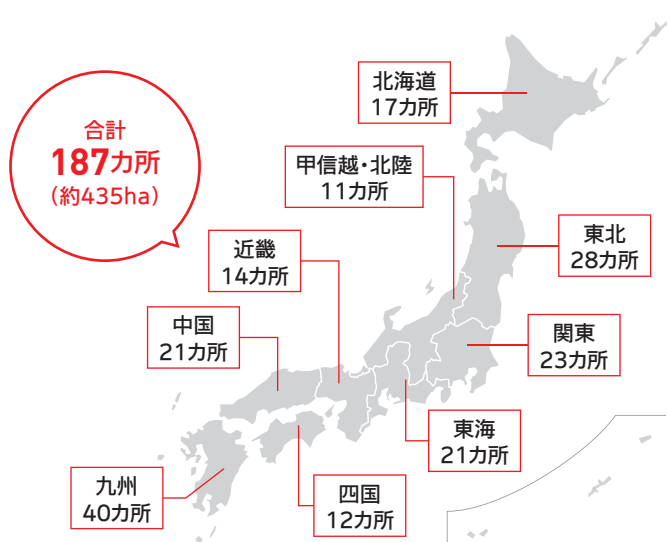 北海道
17カ所
合計
187カ所
(約435ha)
甲信越・北陸
11カ所
東北
28カ所
近畿
14カ所
中国
21カ所
関東
23カ所
東海
21カ所
九州
40カ所
四国
12カ所